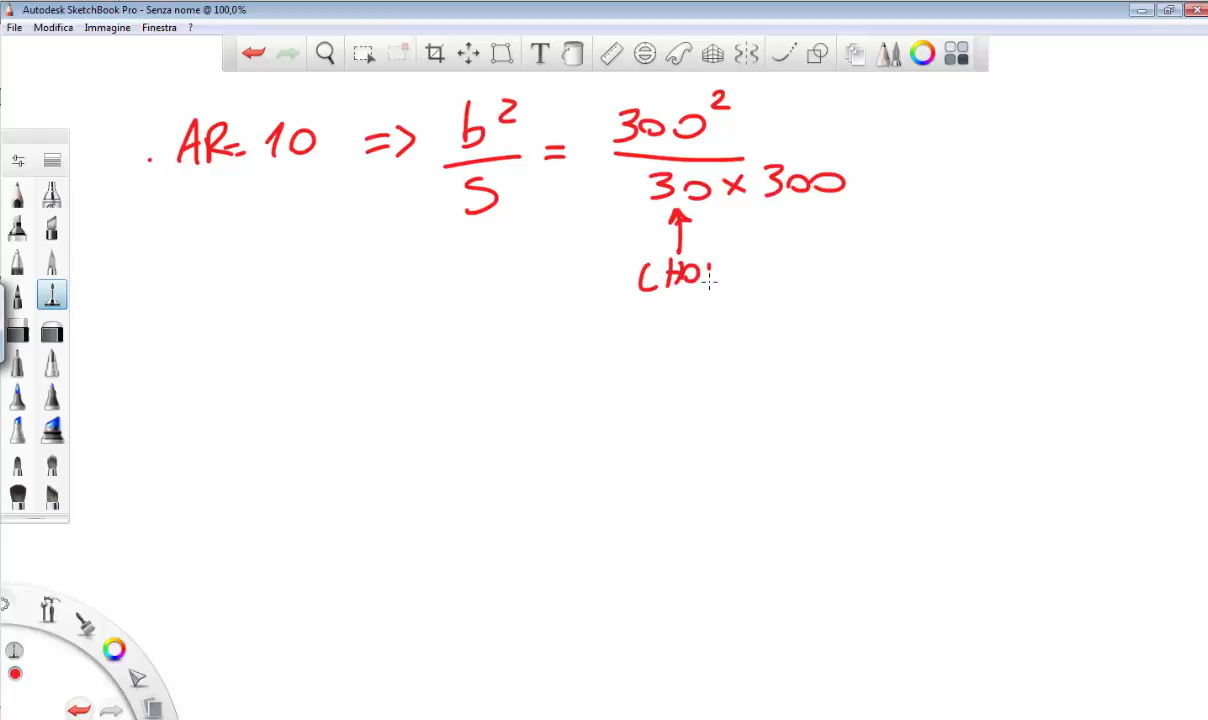 Autodesk SketchBook Pro - Senza nome @ 100,0%
File Modifica Immagine Finestra ?
. AR= 10 => b² / S = 300² / 30 × 300
CHO